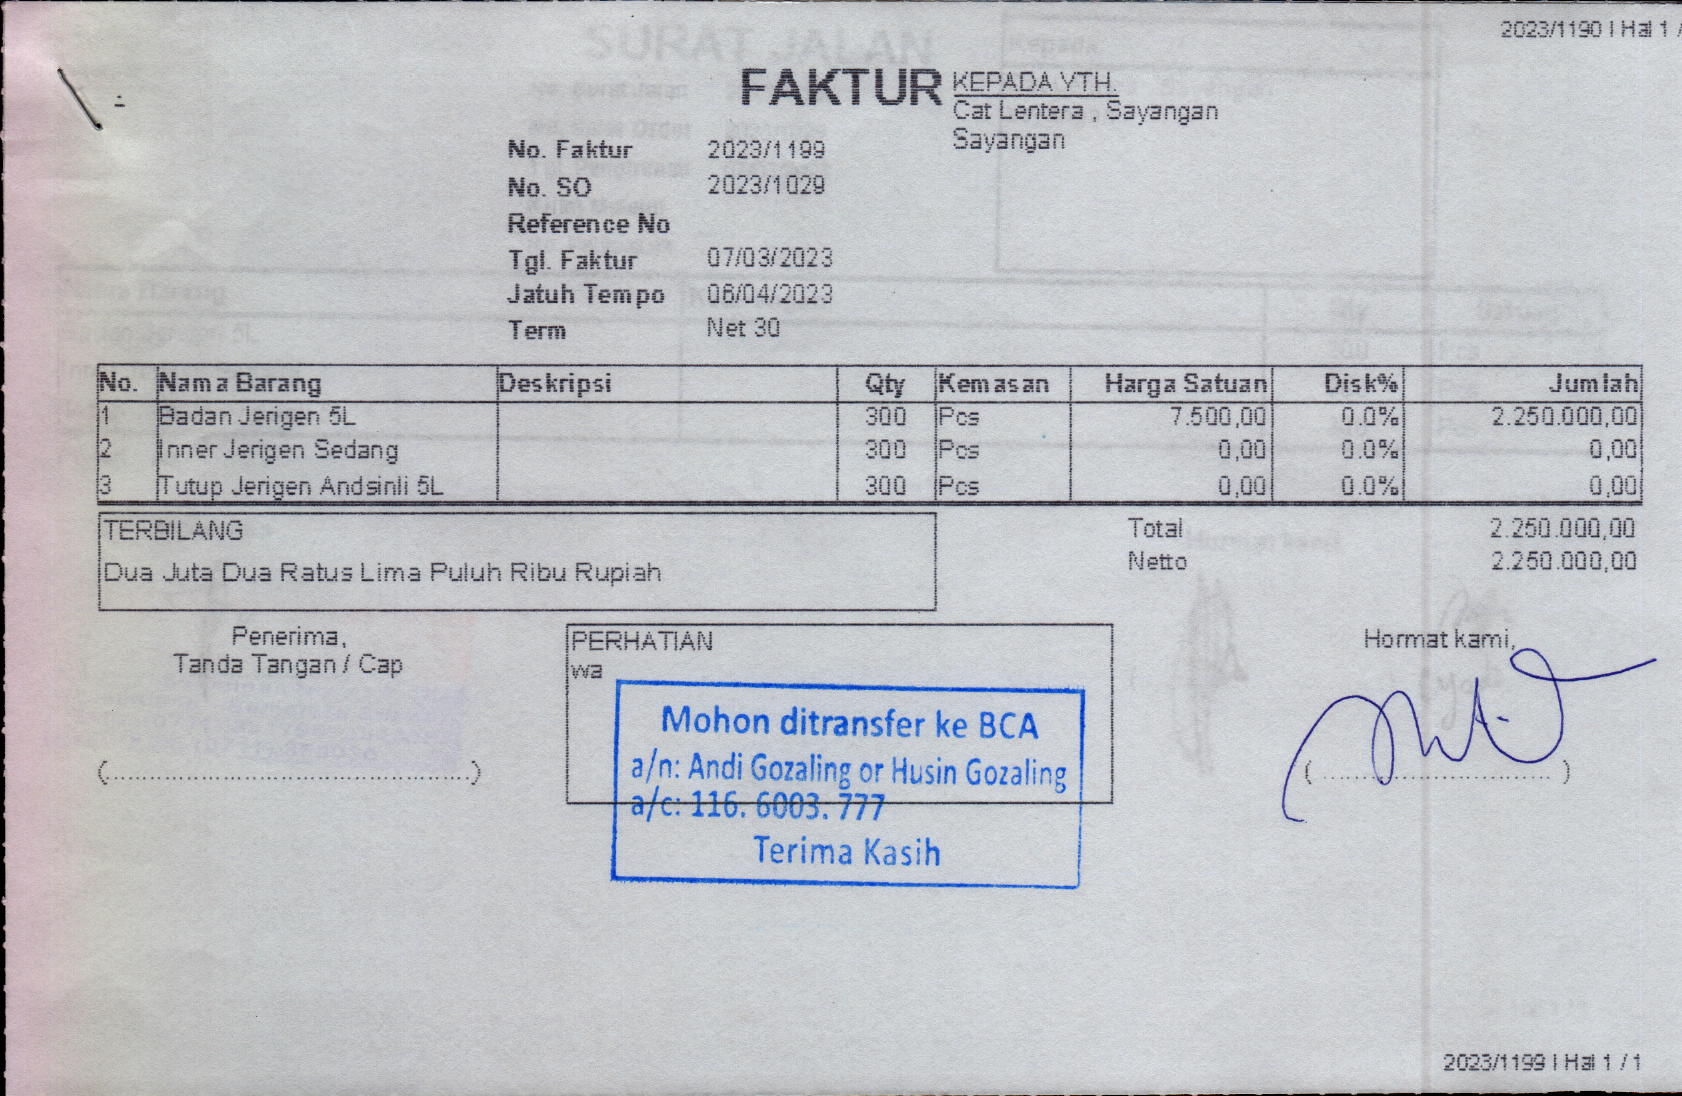 2023/1190 | Hal 1 /
FAKTUR
KEPADA YTH.
Cat Lentera , Sayangan
Sayangan
No. Faktur 2023/1199
No. SO 2023/1029
Reference No
Tgl. Faktur 07/03/2023
Jatuh Tempo 06/04/2023
Term Net 30
No. Nama Barang Deskripsi Qty Kemasan Harga Satuan Disk% Jumlah
1 Badan Jerigen 5L 300 Pcs 7.500,00 0.0% 2.250.000,00
2 Inner Jerigen Sedang 300 Pcs 0,00 0.0% 0,00
3 Tutup Jerigen Andsinli 5L 300 Pcs 0,00 0.0% 0,00
TERBILANG
Dua Juta Dua Ratus Lima Puluh Ribu Rupiah
Total 2.250.000,00
Netto 2.250.000,00
Penerima,
Tanda Tangan / Cap
(..................................................)
PERHATIAN
wa
Mohon ditransfer ke BCA
a/n: Andi Gozaling or Husin Gozaling
a/c: 116. 6003. 777
Terima Kasih
Hormat kami,
( ................................ )
2023/1199 | Hal 1 / 1